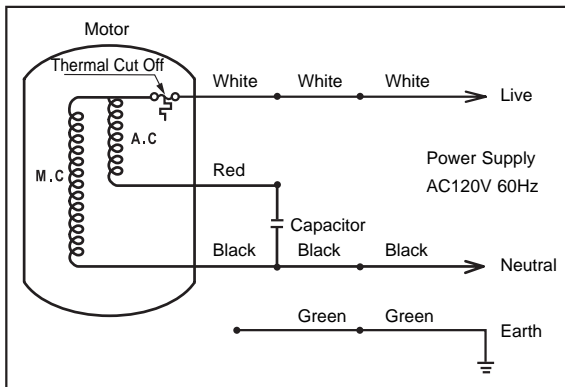 Motor
Thermal Cut Off
White White White Live
A.C
M.C
Power Supply
AC120V 60Hz
Red
Capacitor
Black Black Black Neutral
Green Green Earth